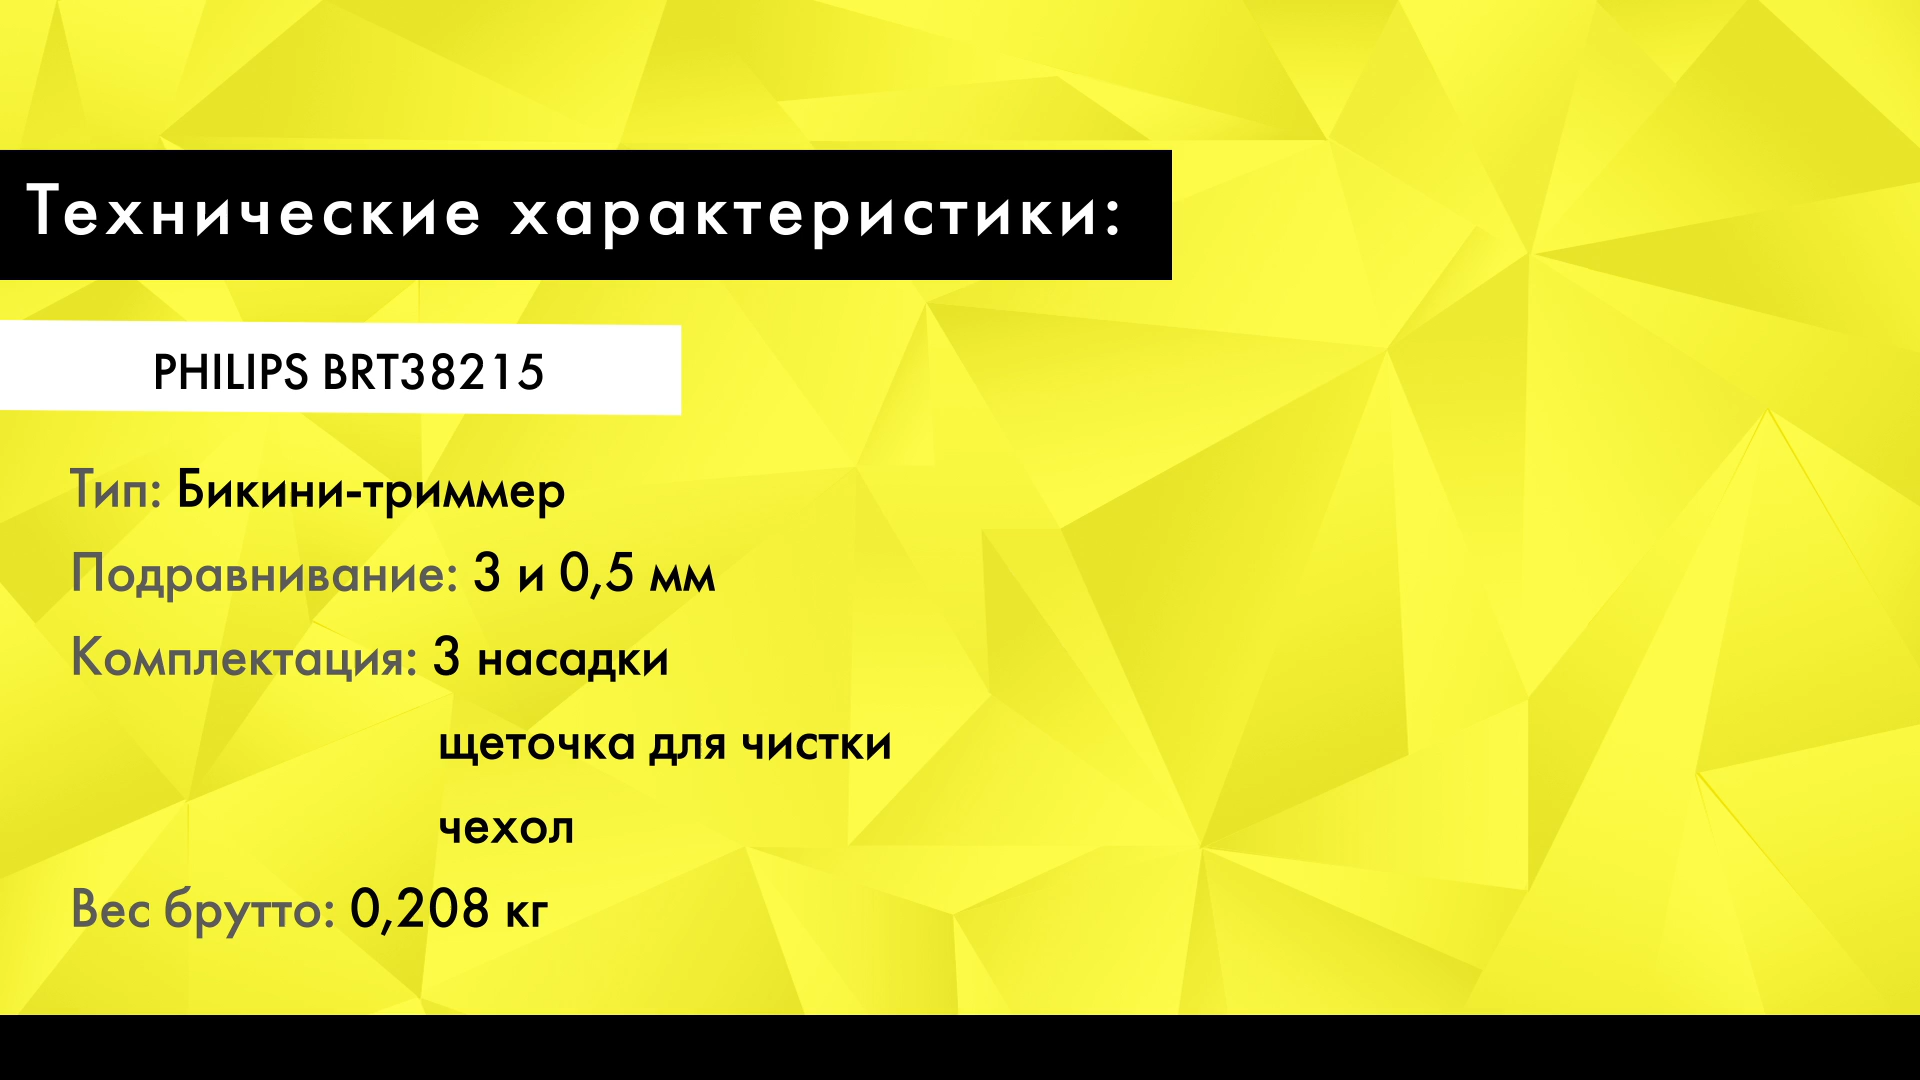 Технические характеристики:
PHILIPS BRT38215
Тип: Бикини-триммер
Подравнивание: 3 и 0,5 мм
Комплектация: 3 насадки
щеточка для чистки
чехол
Вес брутто: 0,208 кг